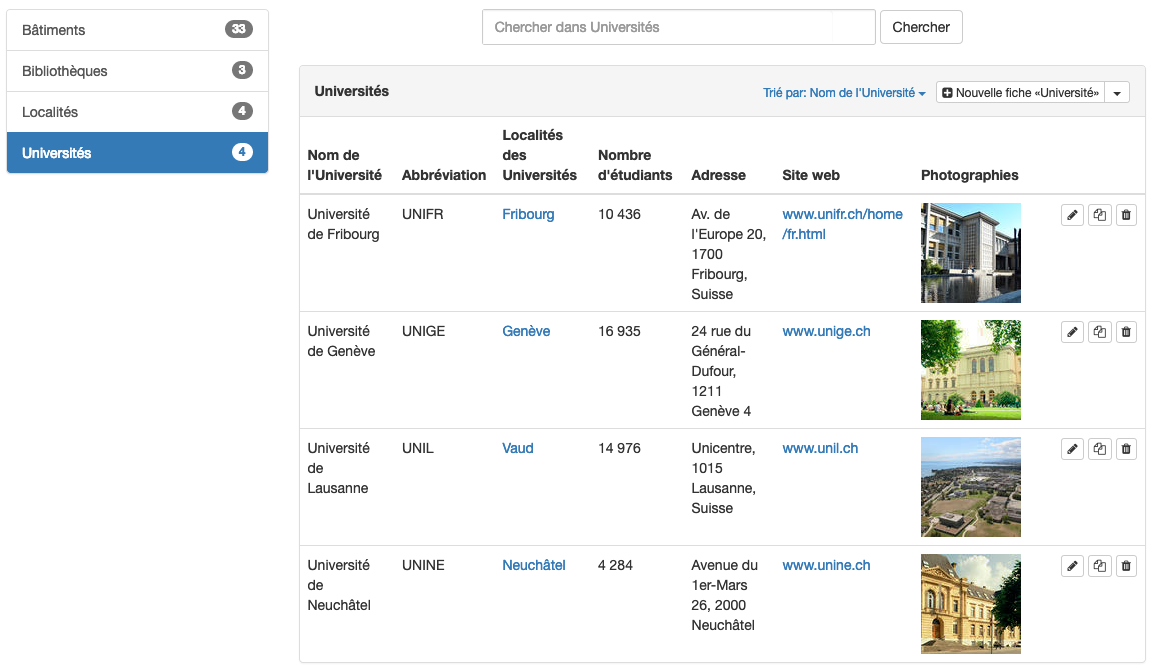 Bâtiments 33
Bibliothèques 3
Localités 4
Universités 4
Chercher dans Universités Chercher
Universités Trié par: Nom de l'Université Nouvelle fiche «Université»
Nom de l'Université Abbréviation Localités des Universités Nombre d'étudiants Adresse Site web Photographies
Université
de Fribourg
UNIFR
Fribourg
10 436
Av. de
l'Europe 20,
1700
Fribourg,
Suisse
www.unifr.ch/home
/fr.html
Université
de Genève
UNIGE
Genève
16 935
24 rue du
Général-
Dufour,
1211
Genève 4
www.unige.ch
Université
de
Lausanne
UNIL
Vaud
14 976
Unicentre,
1015
Lausanne,
Suisse
www.unil.ch
Université
de
Neuchâtel
UNINE
Neuchâtel
4 284
Avenue du
1er-Mars
26, 2000
Neuchâtel
www.unine.ch